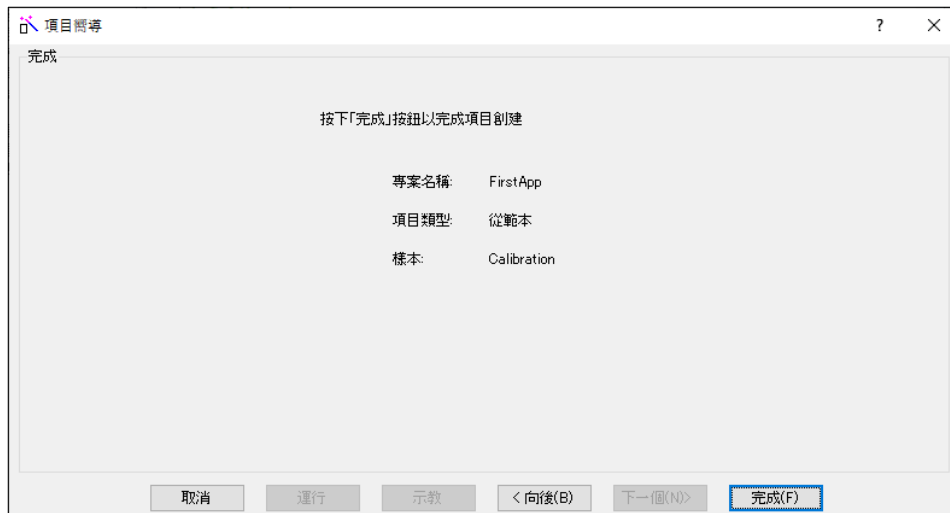 項目嚮導
?
完成
按下「完成」按鈕以完成項目創建
專案名稱: FirstApp
項目類型: 從範本
樣本: Calibration
取消 運行 示教 < 向後(B) 下一個(N)> 完成(F)